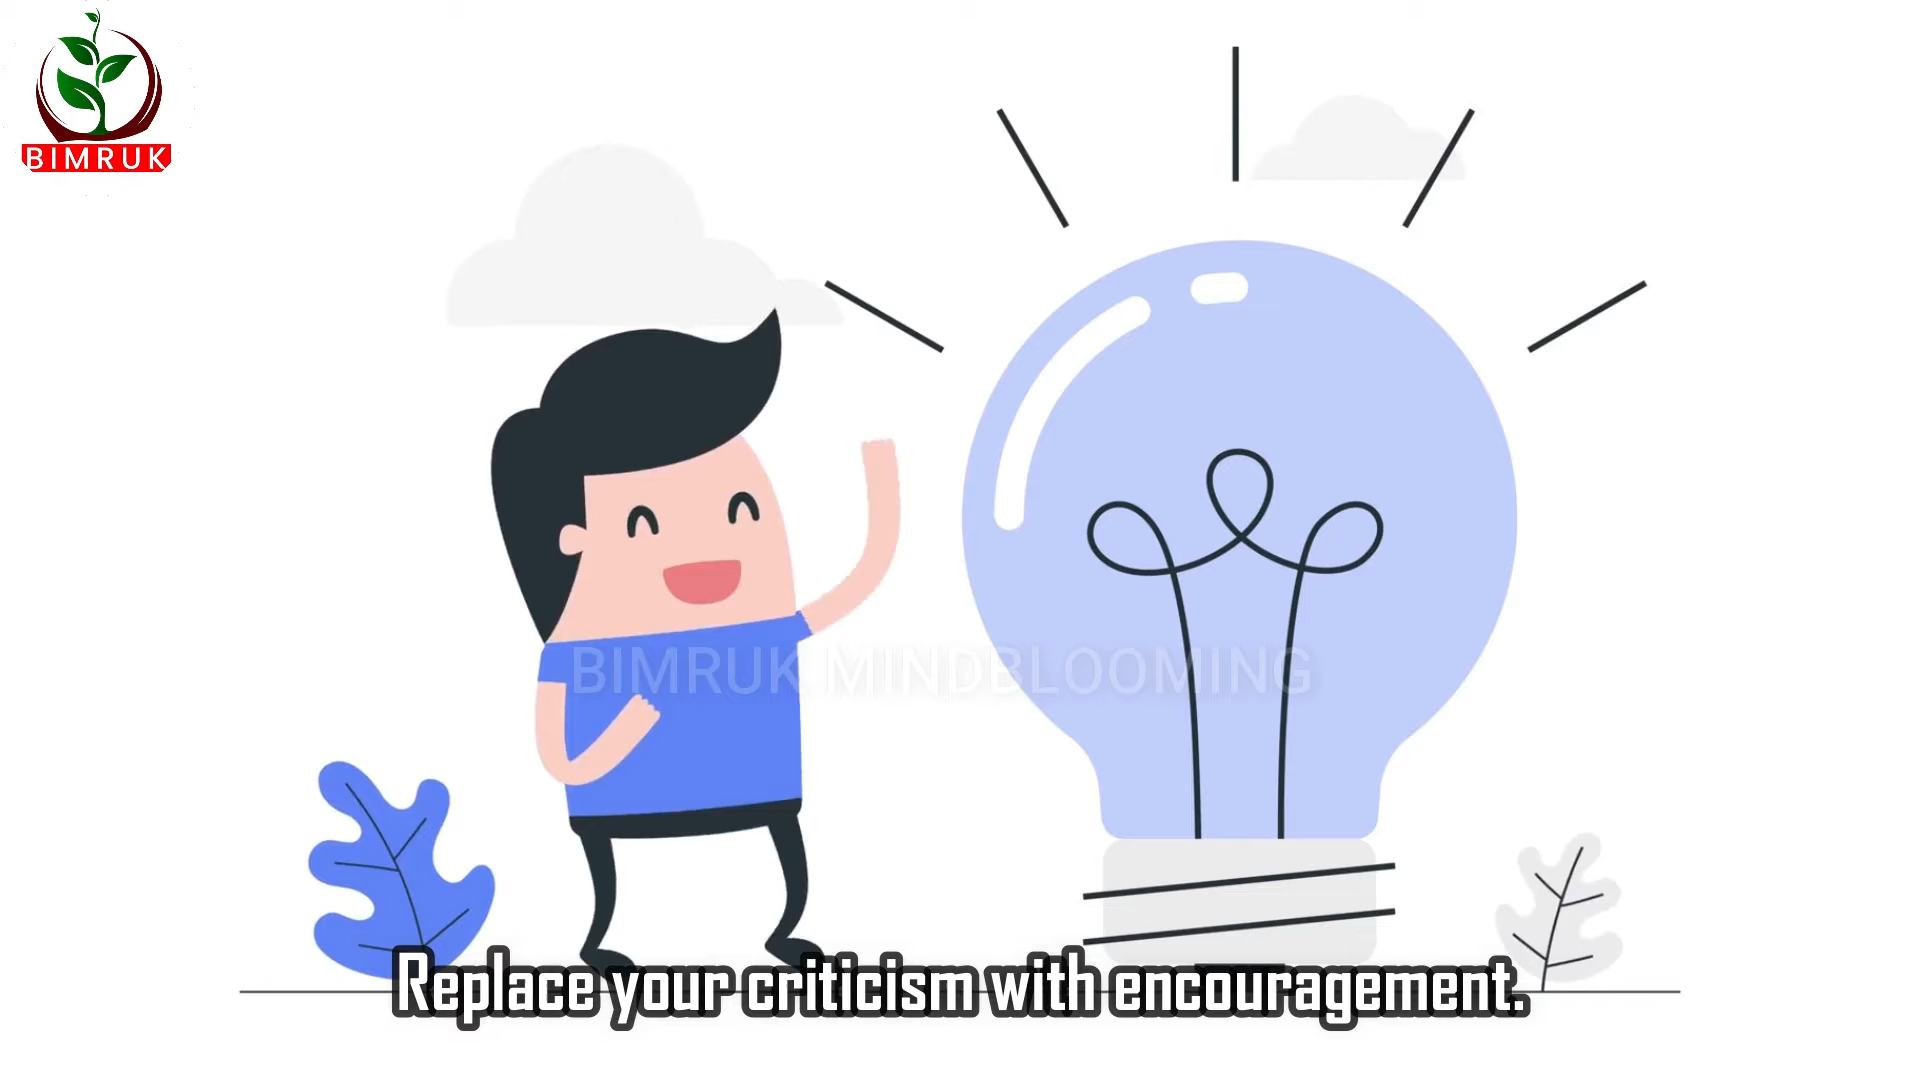 BIMRUK
BIMRUK MINDBLOOMING
Replace your criticism with encouragement.